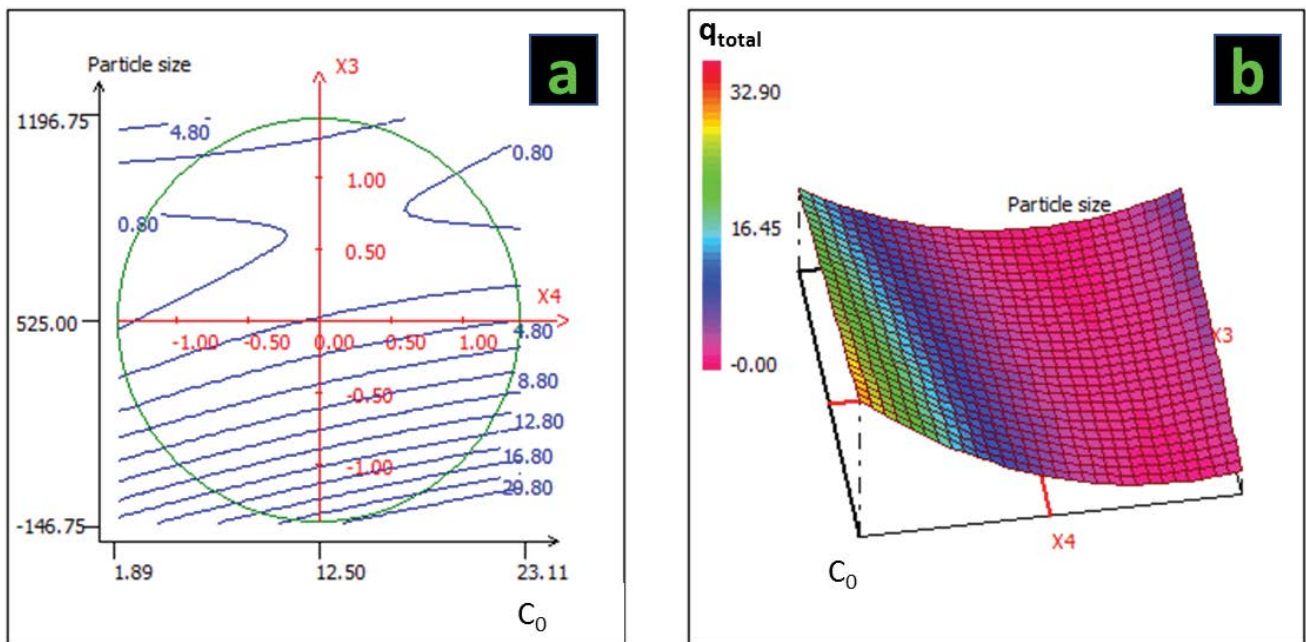 a
Particle size
X3
1196.75
4.80
0.80
1.00
0.80
0.50
X4
525.00
-1.00
-0.50
0.00
0.50
1.00
4.80
8.80
-0.50
12.80
-1.00
16.80
20.80
-146.75
1.89
12.50
23.11
C₀
b
qtotal
32.90
16.45
-0.00
Particle size
X3
X4
C₀